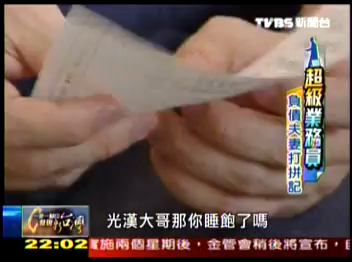 TVBS 新聞台
超級業務員
負債夫妻打拼記
光漢大哥那你睡飽了嗎
22:02
實施兩個星期後，金管會稍後將宣布，自